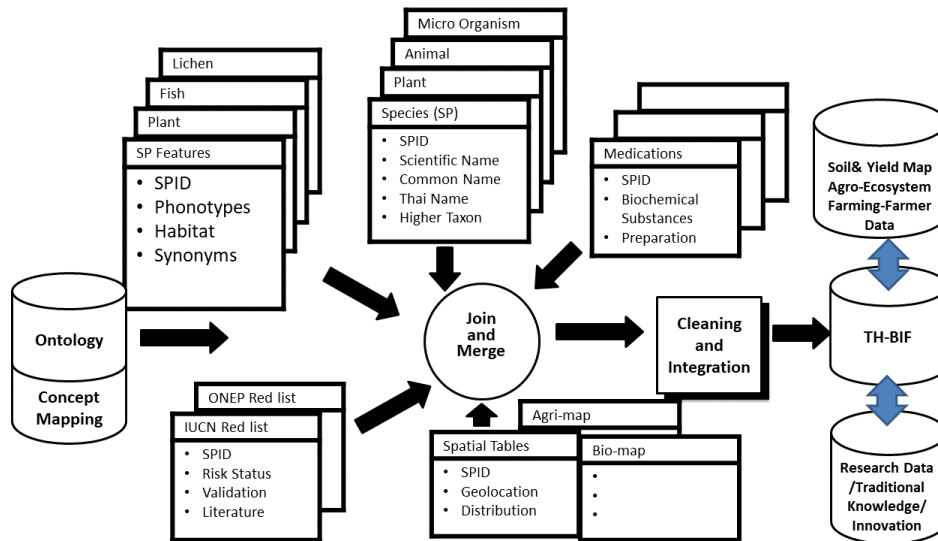 Lichen
Fish
Plant
SP Features
• SPID
• Phonotypes
• Habitat
• Synonyms
Micro Organism
Animal
Plant
Species (SP)
• SPID
• Scientific Name
• Common Name
• Thai Name
• Higher Taxon
Medications
• SPID
• Biochemical
Substances
• Preparation
Soil& Yield Map
Agro-Ecosystem
Farming-Farmer
Data
Ontology
Concept
Mapping
Join
and
Merge
Cleaning
and
Integration
TH-BIF
ONEP Red list
IUCN Red list
• SPID
• Risk Status
• Validation
• Literature
Agri-map
Spatial Tables
• SPID
• Geolocation
• Distribution
Bio-map
•
•
•
Research Data
/Traditional
Knowledge/
Innovation